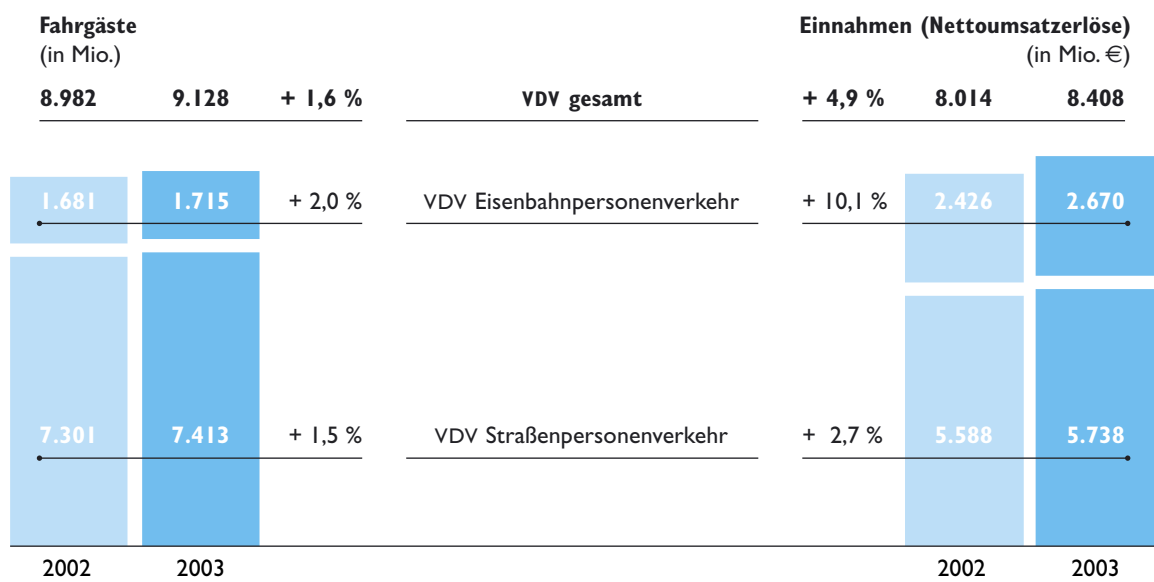 Fahrgäste Einnahmen (Nettoumsatzerlöse)
(in Mio.) (in Mio. €)
8.982 9.128 + 1,6 % VDV gesamt + 4,9 % 8.014 8.408
1.681 1.715 + 2,0 % VDV Eisenbahnpersonenverkehr + 10,1 % 2.426 2.670
7.301 7.413 + 1,5 % VDV Straßenpersonenverkehr + 2,7 % 5.588 5.738
2002 2003 2002 2003